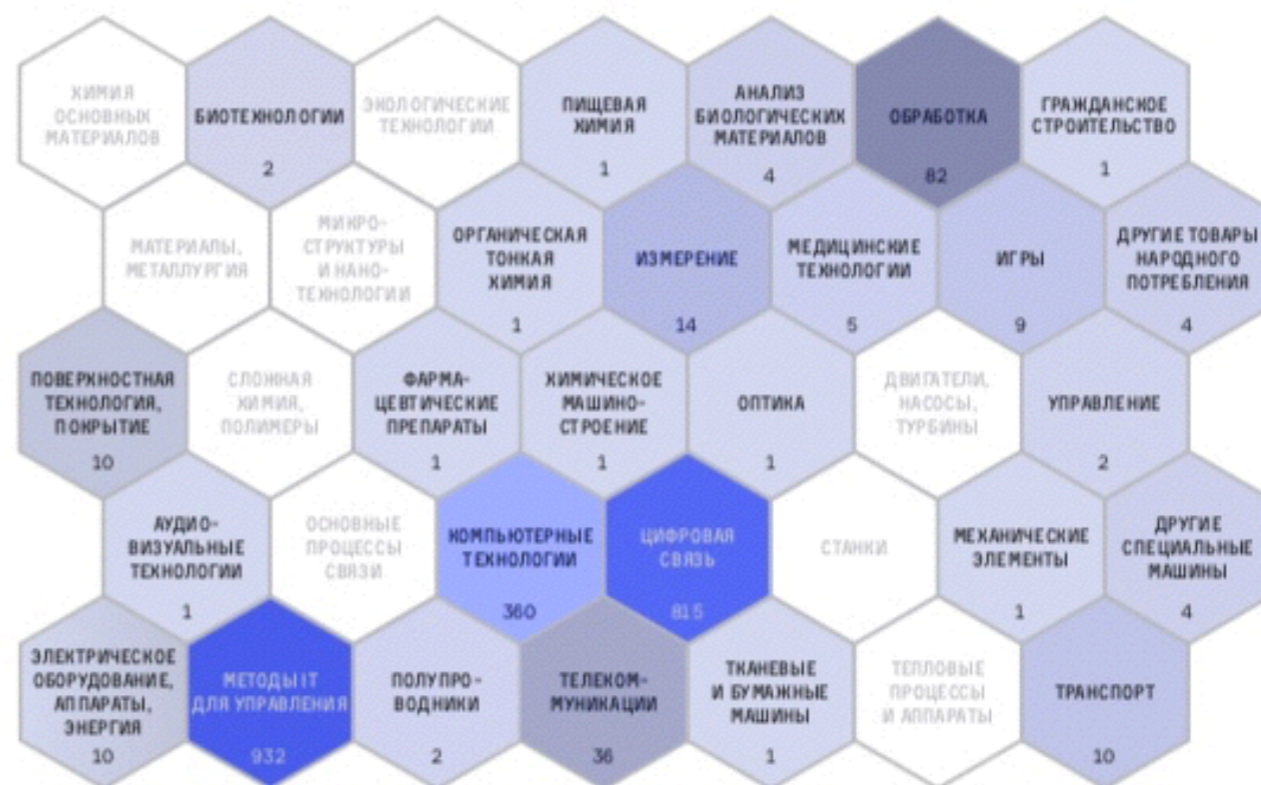 ХИМИЯ
ОСНОВНЫХ
МАТЕРИАЛОВ
БИОТЕХНОЛОГИИ
2
ЭКОЛОГИЧЕСКИЕ
ТЕХНОЛОГИИ
ПИЩЕВАЯ
ХИМИЯ
1
АНАЛИЗ
БИОЛОГИЧЕСКИХ
МАТЕРИАЛОВ
4
ОБРАБОТКА
82
ГРАЖДАНСКОЕ
СТРОИТЕЛЬСТВО
1
МАТЕРИАЛЫ,
МЕТАЛЛУРГИЯ
МИКРО-
СТРУКТУРЫ
И НАНО-
ТЕХНОЛОГИИ
ОРГАНИЧЕСКАЯ
ТОНКАЯ
ХИМИЯ
1
ИЗМЕРЕНИЕ
14
МЕДИЦИНСКИЕ
ТЕХНОЛОГИИ
5
ИГРЫ
9
ДРУГИЕ ТОВАРЫ
НАРОДНОГО
ПОТРЕБЛЕНИЯ
4
ПОВЕРХНОСТНАЯ
ТЕХНОЛОГИЯ,
ПОКРЫТИЕ
10
СЛОЖНАЯ
ХИМИЯ,
ПОЛИМЕРЫ
ФАРМА-
ЦЕВТИЧЕСКИЕ
ПРЕПАРАТЫ
1
ХИМИЧЕСКОЕ
МАШИНО-
СТРОЕНИЕ
1
ОПТИКА
1
ДВИГАТЕЛИ,
НАСОСЫ,
ТУРБИНЫ
УПРАВЛЕНИЕ
2
АУДИО-
ВИЗУАЛЬНЫЕ
ТЕХНОЛОГИИ
1
ОСНОВНЫЕ
ПРОЦЕССЫ
СВЯЗИ
КОМПЬЮТЕРНЫЕ
ТЕХНОЛОГИИ
360
ЦИФРОВАЯ
СВЯЗЬ
815
СТАНКИ
МЕХАНИЧЕСКИЕ
ЭЛЕМЕНТЫ
1
ДРУГИЕ
СПЕЦИАЛЬНЫЕ
МАШИНЫ
4
ЭЛЕКТРИЧЕСКОЕ
ОБОРУДОВАНИЕ,
АППАРАТЫ,
ЭНЕРГИЯ
10
МЕТОДЫ IT
ДЛЯ УПРАВЛЕНИЯ
932
ПОЛУПРО-
ВОДНИКИ
2
ТЕЛЕКОМ-
МУНИКАЦИИ
36
ТКАНЕВЫЕ
И БУМАЖНЫЕ
МАШИНЫ
1
ТЕПЛОВЫЕ
ПРОЦЕССЫ
И АППАРАТЫ
ТРАНСПОРТ
10